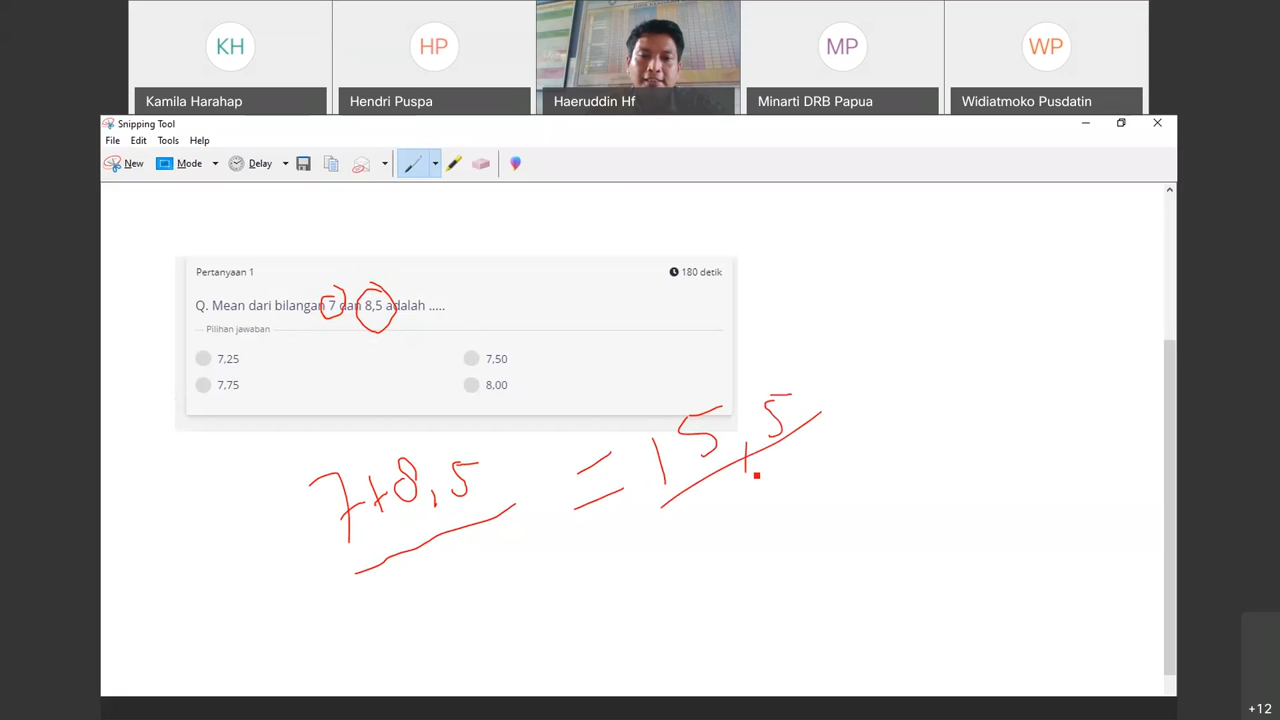 KH HP MP WP
Kamila Harahap Hendri Puspa Haeruddin Hf Minarti DRB Papua Widiatmoko Pusdatin
Snipping Tool
File Edit Tools Help
New Mode Delay
Pertanyaan 1 180 detik
Q. Mean dari bilangan 7 dan 8,5 adalah .....
Pilihan jawaban
7,25 7,50
7,75 8,00
7+8,5 = 15,5
+12